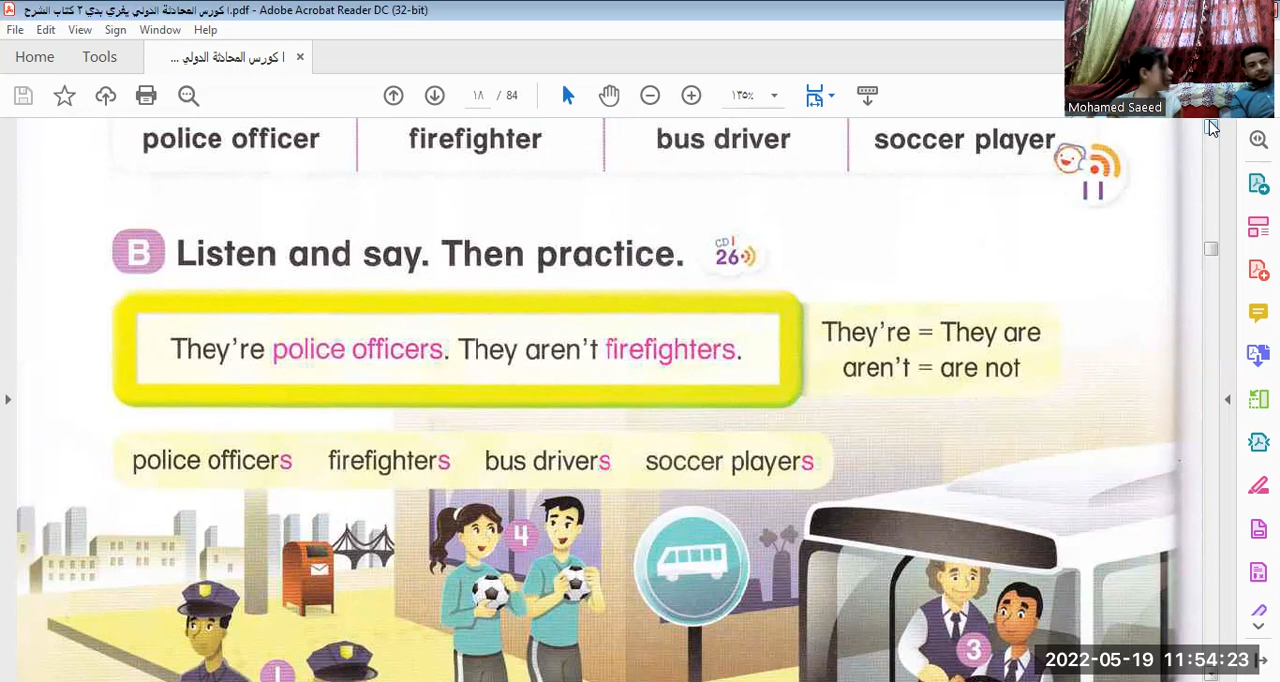 ا كورس المحادثة الدولي يفري بدي ٢ كتاب الشرح.pdf - Adobe Acrobat Reader DC (32-bit)
File Edit View Sign Window Help
Home Tools ا كورس المحادثة الدولي ... ×
١٨ / 84 ١٣٥%
Mohamed Saeed
police officer firefighter bus driver soccer player
11
B Listen and say. Then practice. CD1 26
They're police officers. They aren't firefighters.
They're = They are
aren't = are not
police officers firefighters bus drivers soccer players
4
1
3
2022-05-19 11:54:23